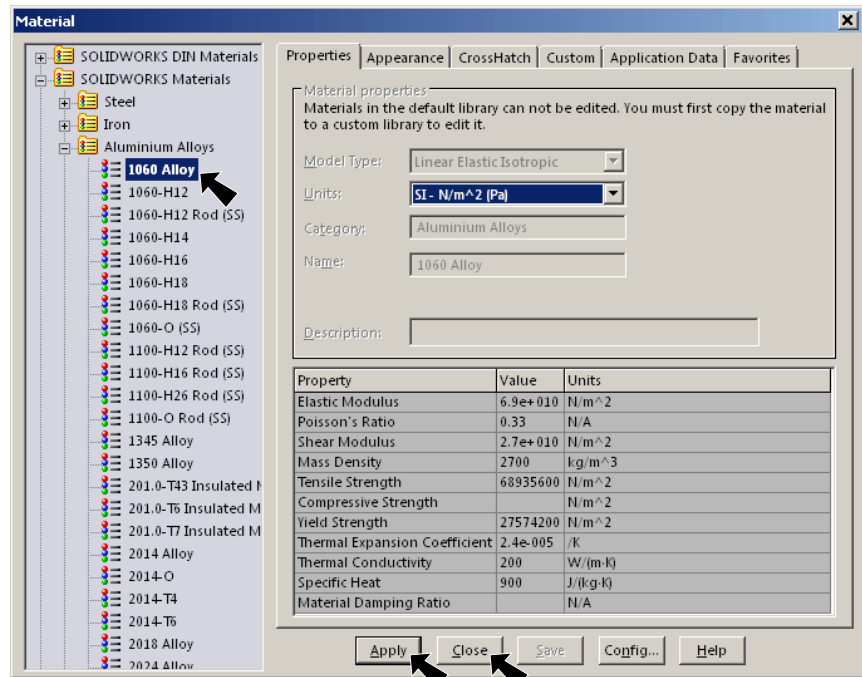 Material
SOLIDWORKS DIN Materials
SOLIDWORKS Materials
Steel
Iron
Aluminium Alloys
1060 Alloy
1060-H12
1060-H12 Rod (SS)
1060-H14
1060-H16
1060-H18
1060-H18 Rod (SS)
1060-O (SS)
1100-H12 Rod (SS)
1100-H16 Rod (SS)
1100-H26 Rod (SS)
1100-O Rod (SS)
1345 Alloy
1350 Alloy
201.0-T43 Insulated
201.0-T6 Insulated M
201.0-T7 Insulated M
2014 Alloy
2014-O
2014-T4
2014-T6
2018 Alloy
2024 Alloy
Properties Appearance CrossHatch Custom Application Data Favorites
Material properties
Materials in the default library can not be edited. You must first copy the material
to a custom library to edit it.
Model Type: Linear Elastic Isotropic
Units: SI - N/m^2 (Pa)
Category: Aluminium Alloys
Name: 1060 Alloy
Description:
Property Value Units
Elastic Modulus 6.9e+010 N/m^2
Poisson's Ratio 0.33 N/A
Shear Modulus 2.7e+010 N/m^2
Mass Density 2700 kg/m^3
Tensile Strength 68935600 N/m^2
Compressive Strength N/m^2
Yield Strength 27574200 N/m^2
Thermal Expansion Coefficient 2.4e-005 /K
Thermal Conductivity 200 W/(m·K)
Specific Heat 900 J/(kg·K)
Material Damping Ratio N/A
Apply Close Save Config... Help